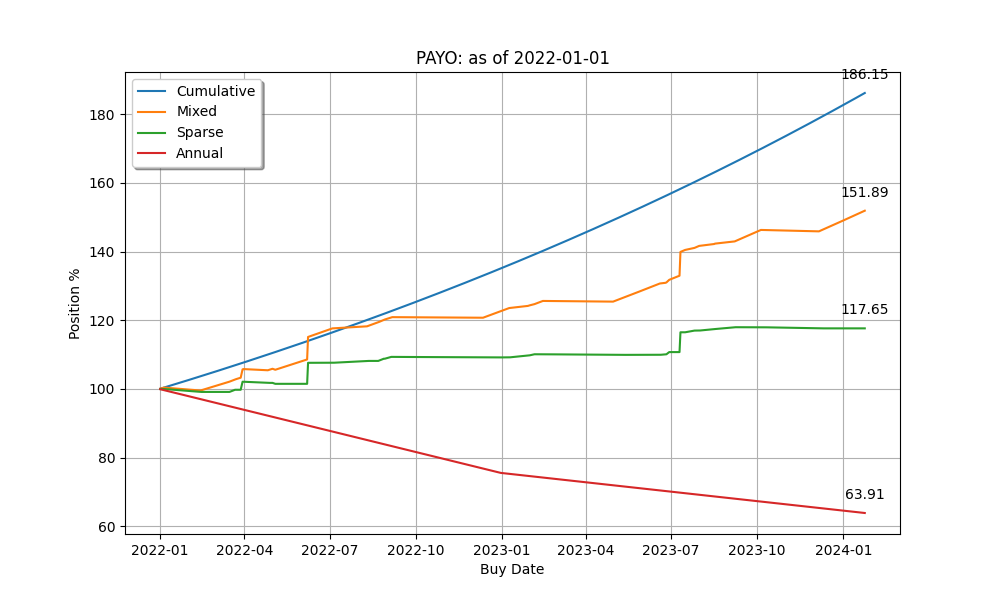 PAYO: as of 2022-01-01
Cumulative
Mixed
Sparse
Annual
186.15
151.89
117.65
63.91
Position %
180
160
140
120
100
80
60
2022-01 2022-04 2022-07 2022-10 2023-01 2023-04 2023-07 2023-10 2024-01
Buy Date